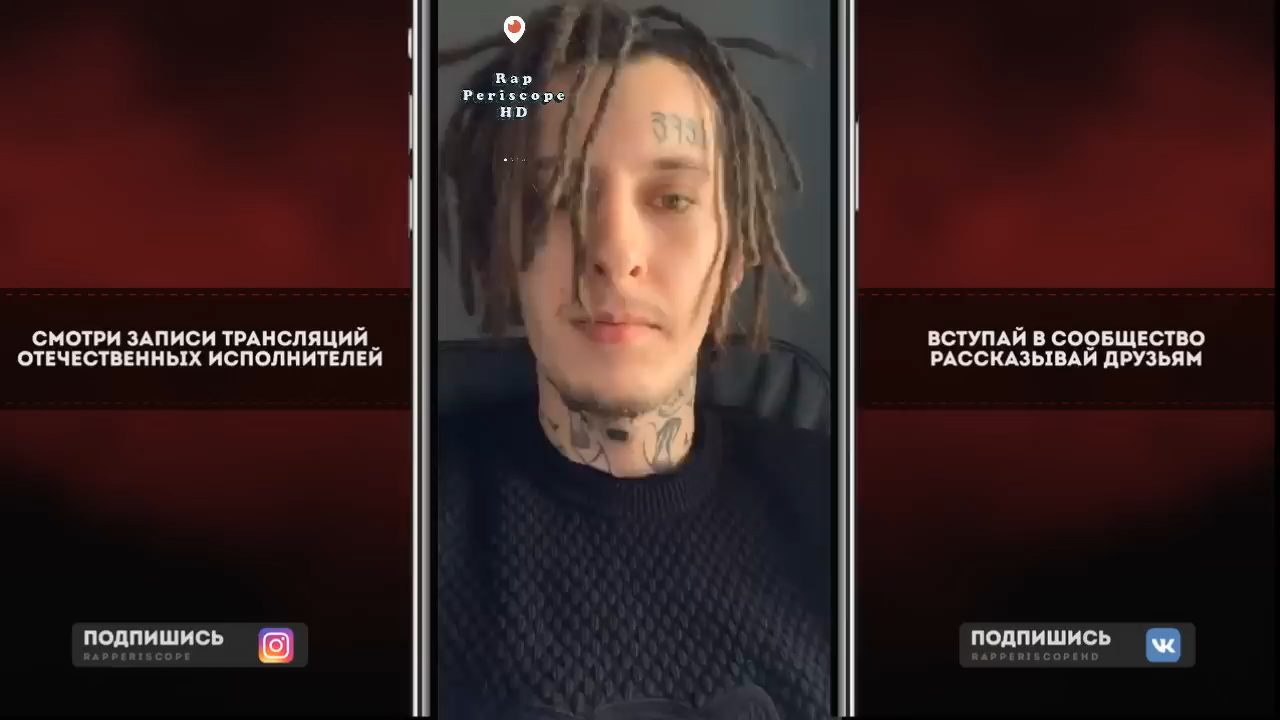 Rap
Periscope
HD
СМОТРИ ЗАПИСИ ТРАНСЛЯЦИЙ
ОТЕЧЕСТВЕННЫХ ИСПОЛНИТЕЛЕЙ
ВСТУПАЙ В СООБЩЕСТВО
РАССКАЗЫВАЙ ДРУЗЬЯМ
ПОДПИШИСЬ
RAPPERISCOPE
ПОДПИШИСЬ
RAPPERISCOPEHD